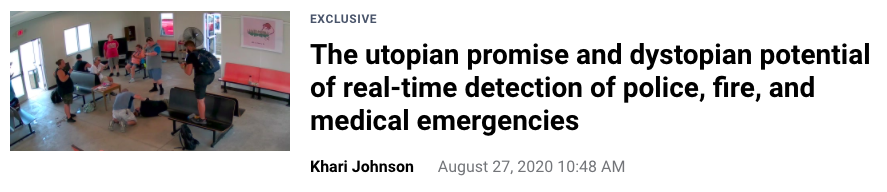 EXCLUSIVE
The utopian promise and dystopian potential
of real-time detection of police, fire, and
medical emergencies
Khari Johnson August 27, 2020 10:48 AM